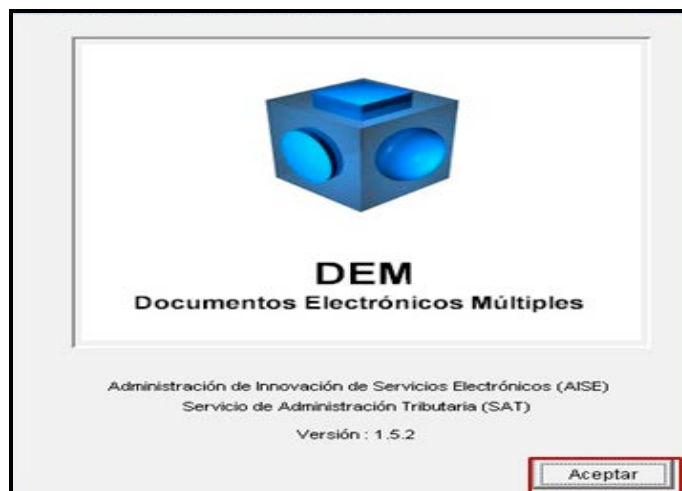 DEM
Documentos Electrónicos Múltiples
Administración de Innovación de Servicios Electrónicos (AISE)
Servicio de Administración Tributaria (SAT)
Versión : 1.5.2
Aceptar